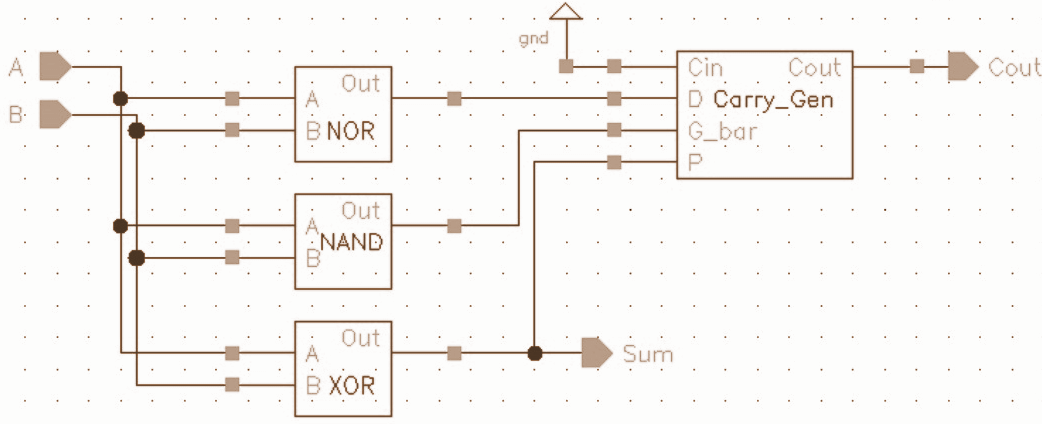 gnd
A
Cin Cout
Cout
Out
A
D Carry_Gen
B
B NOR
G_bar
P
Out
A
NAND
B
Out
Sum
A
B XOR